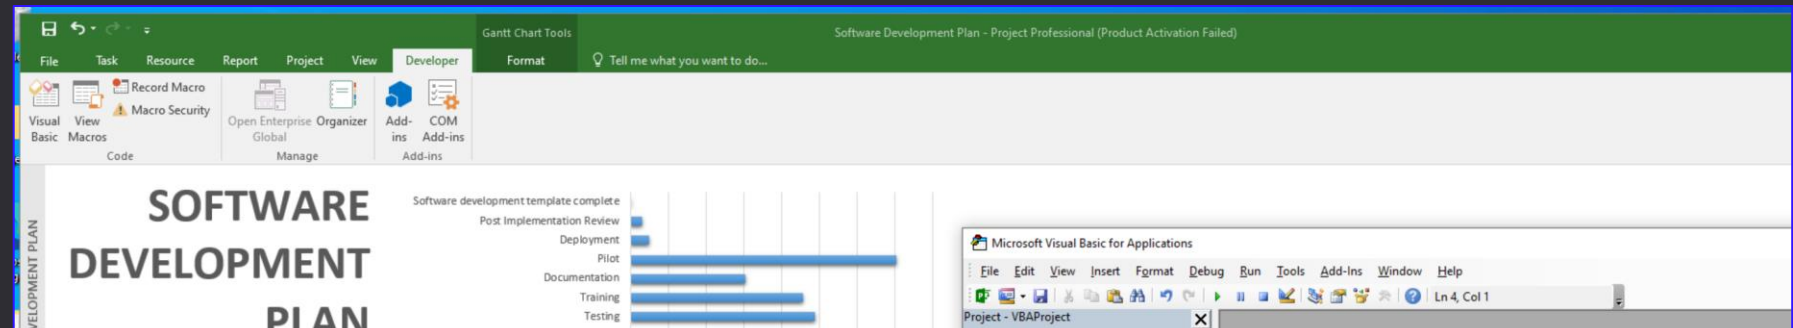 Gantt Chart Tools
Software Development Plan - Project Professional (Product Activation Failed)
File Task Resource Report Project View Developer Format Tell me what you want to do...
Visual Basic
View Macros
Record Macro
Macro Security
Code
Open Enterprise Global
Organizer
Manage
Add-ins
COM Add-ins
Add-ins
SOFTWARE
DEVELOPMENT
PLAN
Software development template complete
Post Implementation Review
Deployment
Pilot
Documentation
Training
Testing
Microsoft Visual Basic for Applications
File Edit View Insert Format Debug Run Tools Add-Ins Window Help
Ln 4, Col 1
Project - VBAProject